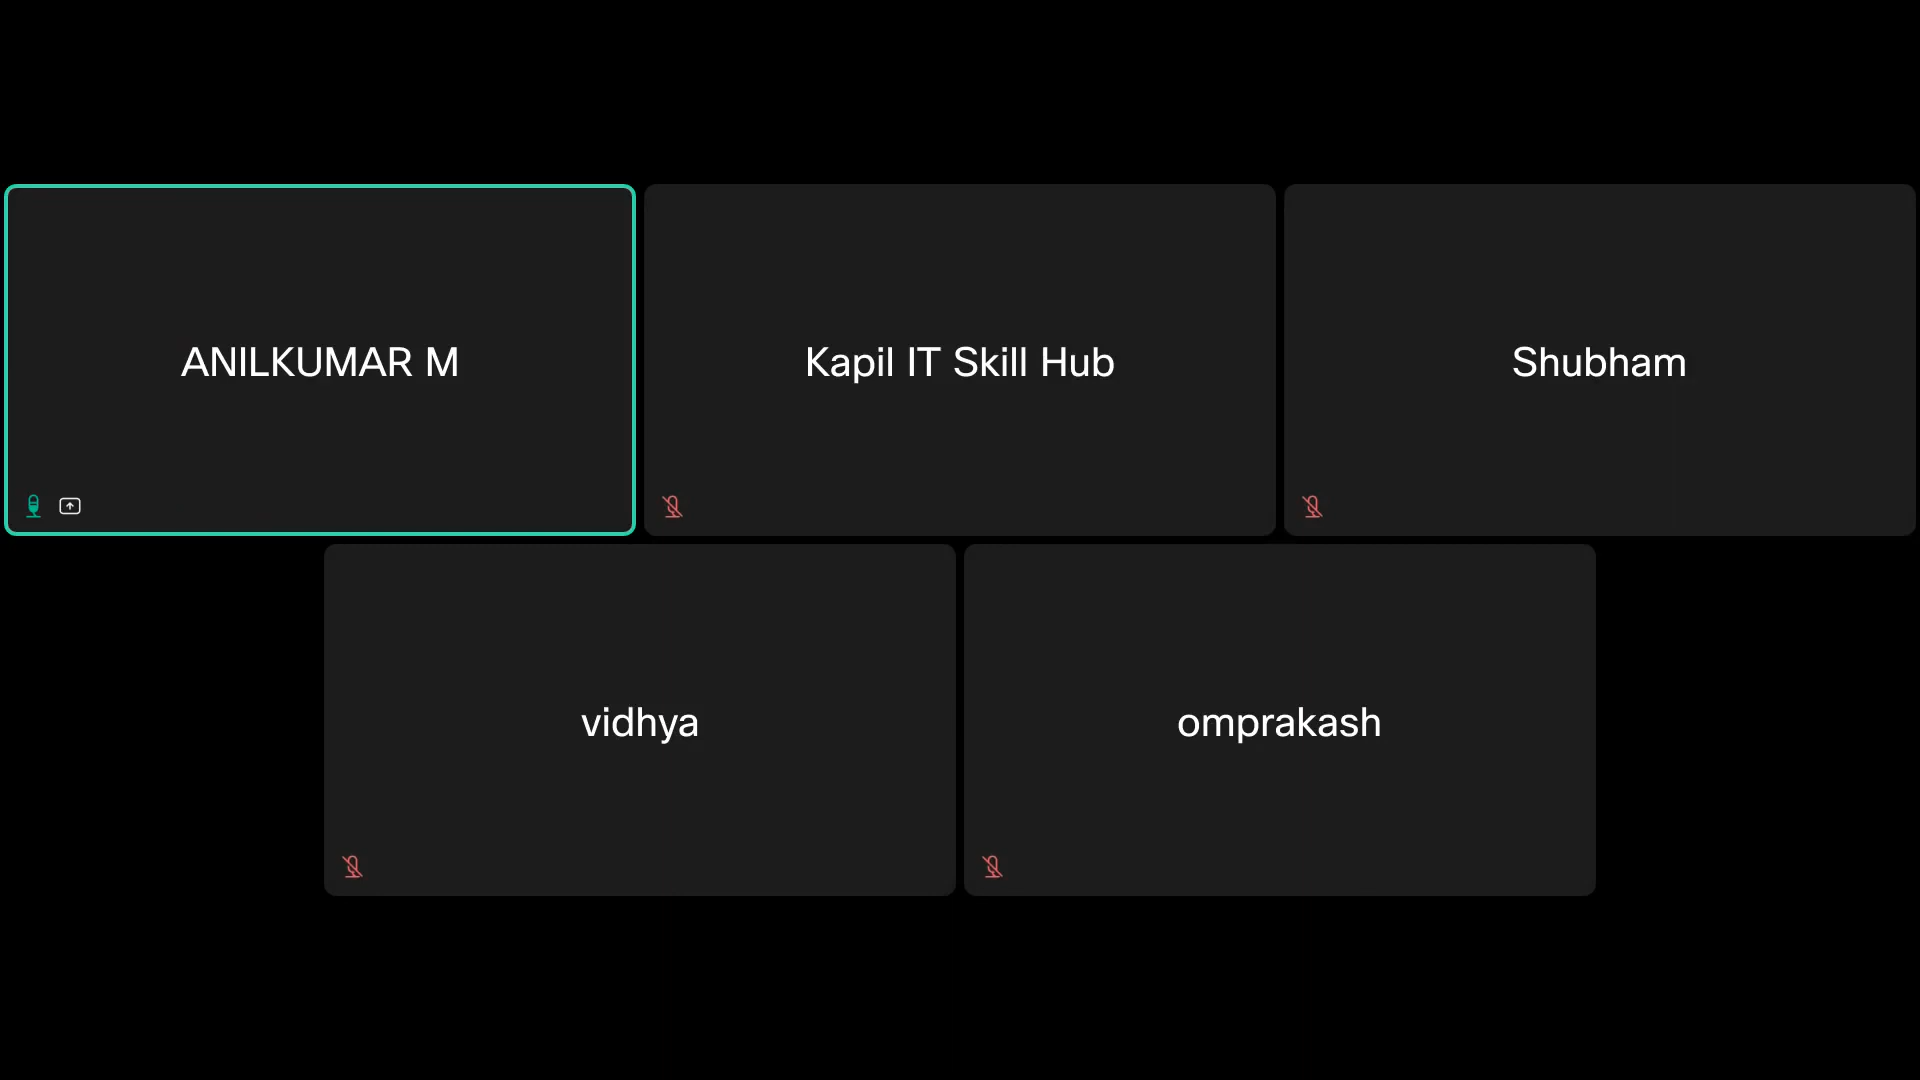 ANILKUMAR M
Kapil IT Skill Hub
Shubham
vidhya
omprakash